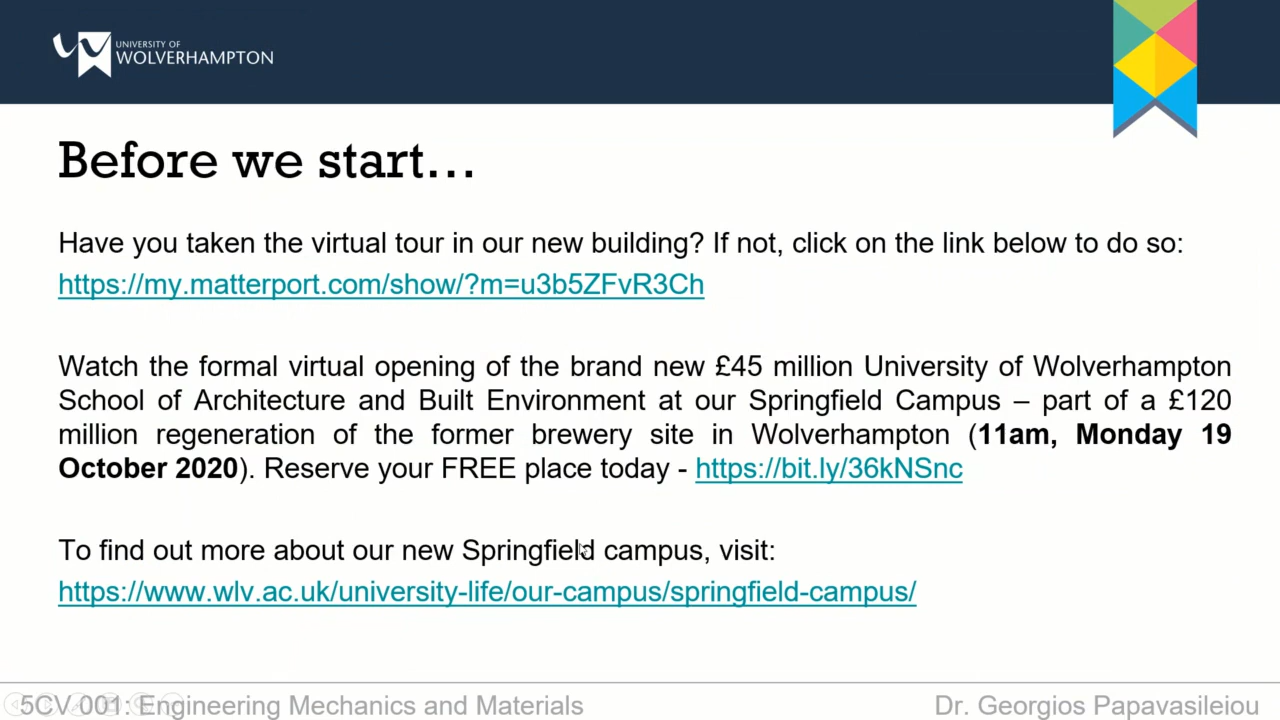 UNIVERSITY OF
WOLVERHAMPTON
Before we start…
Have you taken the virtual tour in our new building? If not, click on the link below to do so:
https://my.matterport.com/show/?m=u3b5ZFvR3Ch
Watch the formal virtual opening of the brand new £45 million University of Wolverhampton
School of Architecture and Built Environment at our Springfield Campus – part of a £120
million regeneration of the former brewery site in Wolverhampton (11am, Monday 19
October 2020). Reserve your FREE place today - https://bit.ly/36kNSnc
To find out more about our new Springfield campus, visit:
https://www.wlv.ac.uk/university-life/our-campus/springfield-campus/
5CV 001: Engineering Mechanics and Materials
Dr. Georgios Papavasileiou